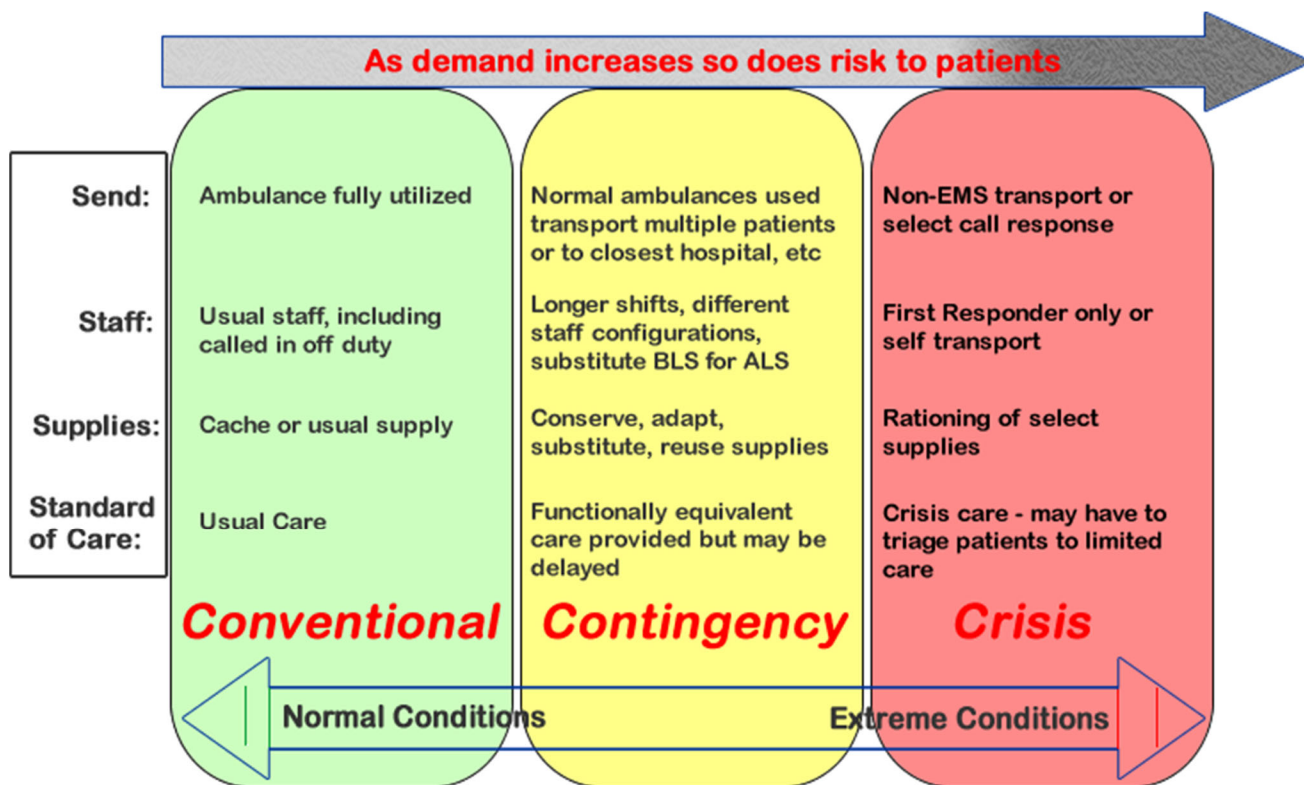 As demand increases so does risk to patients
Send:
Ambulance fully utilized
Normal ambulances used
transport multiple patients
or to closest hospital, etc
Non-EMS transport or
select call response
Staff:
Usual staff, including
called in off duty
Longer shifts, different
staff configurations,
substitute BLS for ALS
First Responder only or
self transport
Supplies:
Cache or usual supply
Conserve, adapt,
substitute, reuse supplies
Rationing of select
supplies
Standard
of Care:
Usual Care
Functionally equivalent
care provided but may be
delayed
Crisis care - may have to
triage patients to limited
care
Conventional
Contingency
Crisis
Normal Conditions
Extreme Conditions